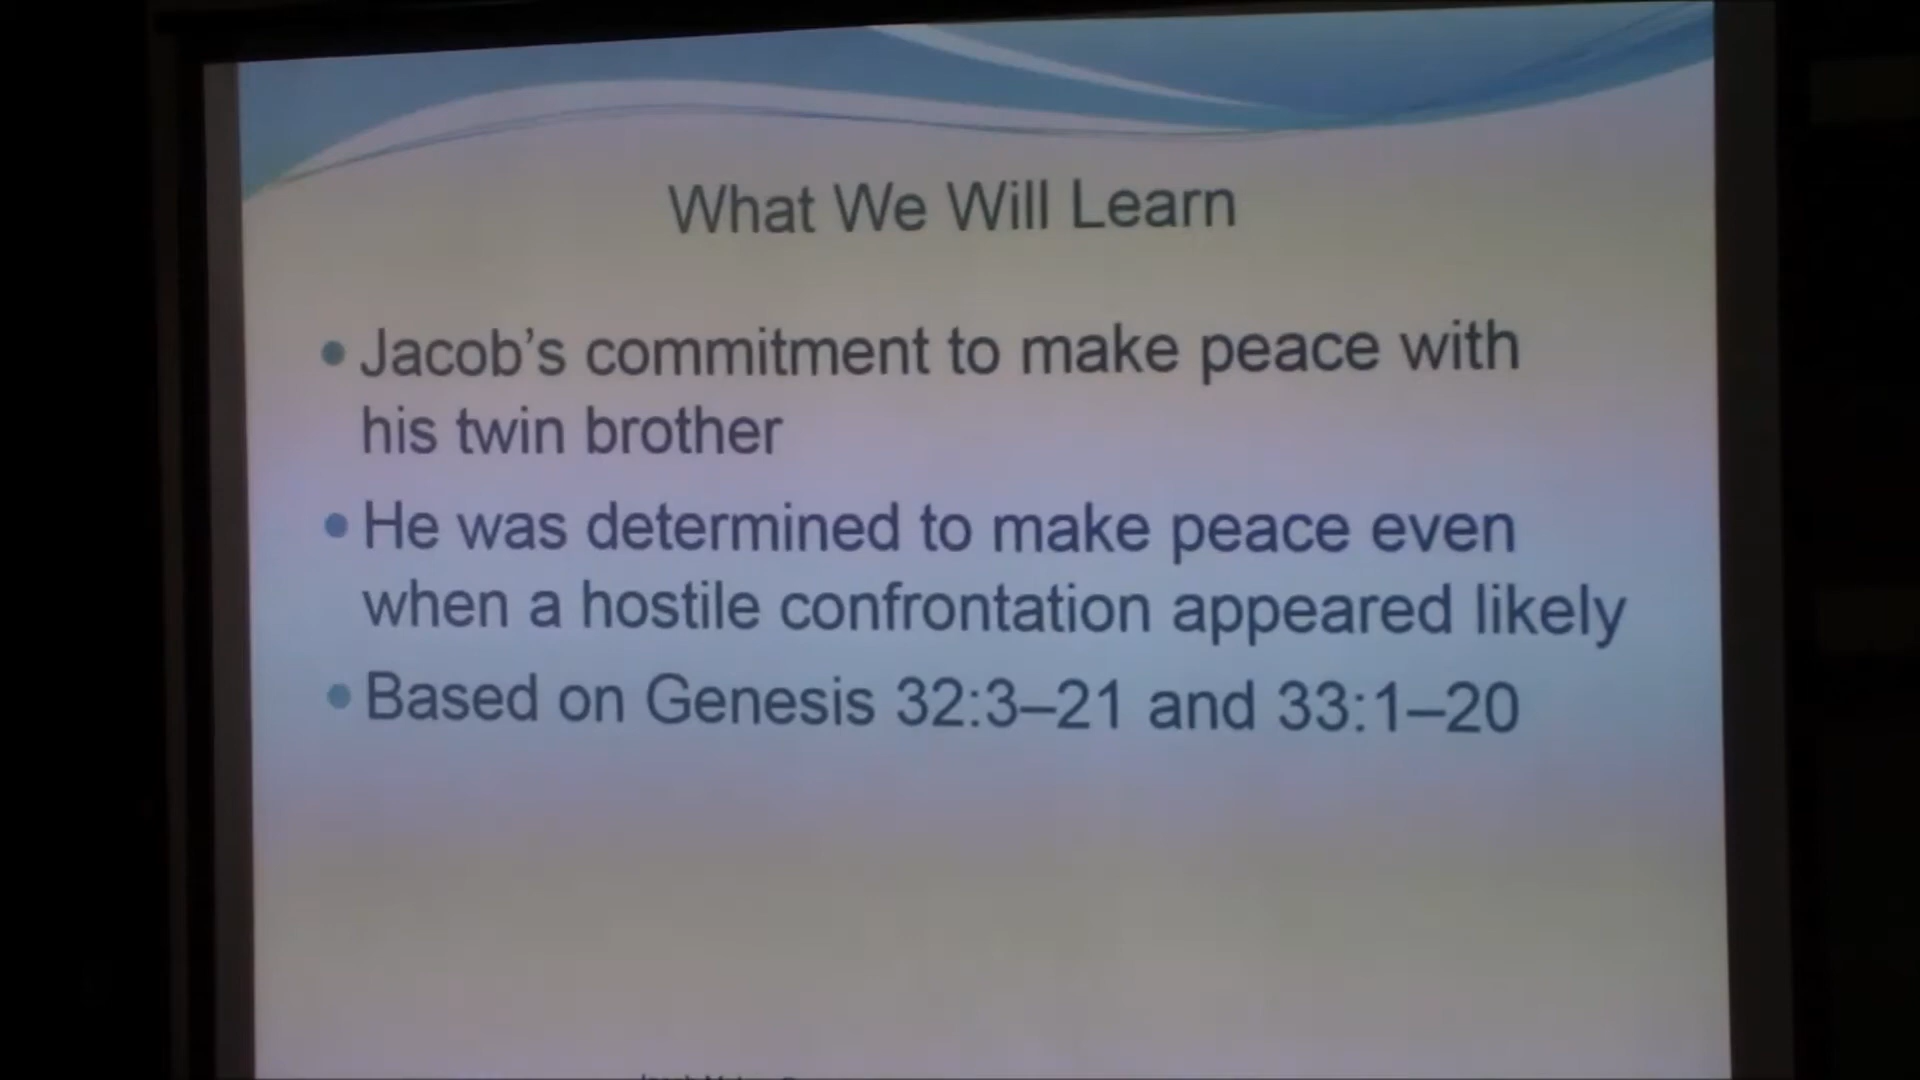 What We Will Learn
• Jacob’s commitment to make peace with
his twin brother
• He was determined to make peace even
when a hostile confrontation appeared likely
• Based on Genesis 32:3–21 and 33:1–20